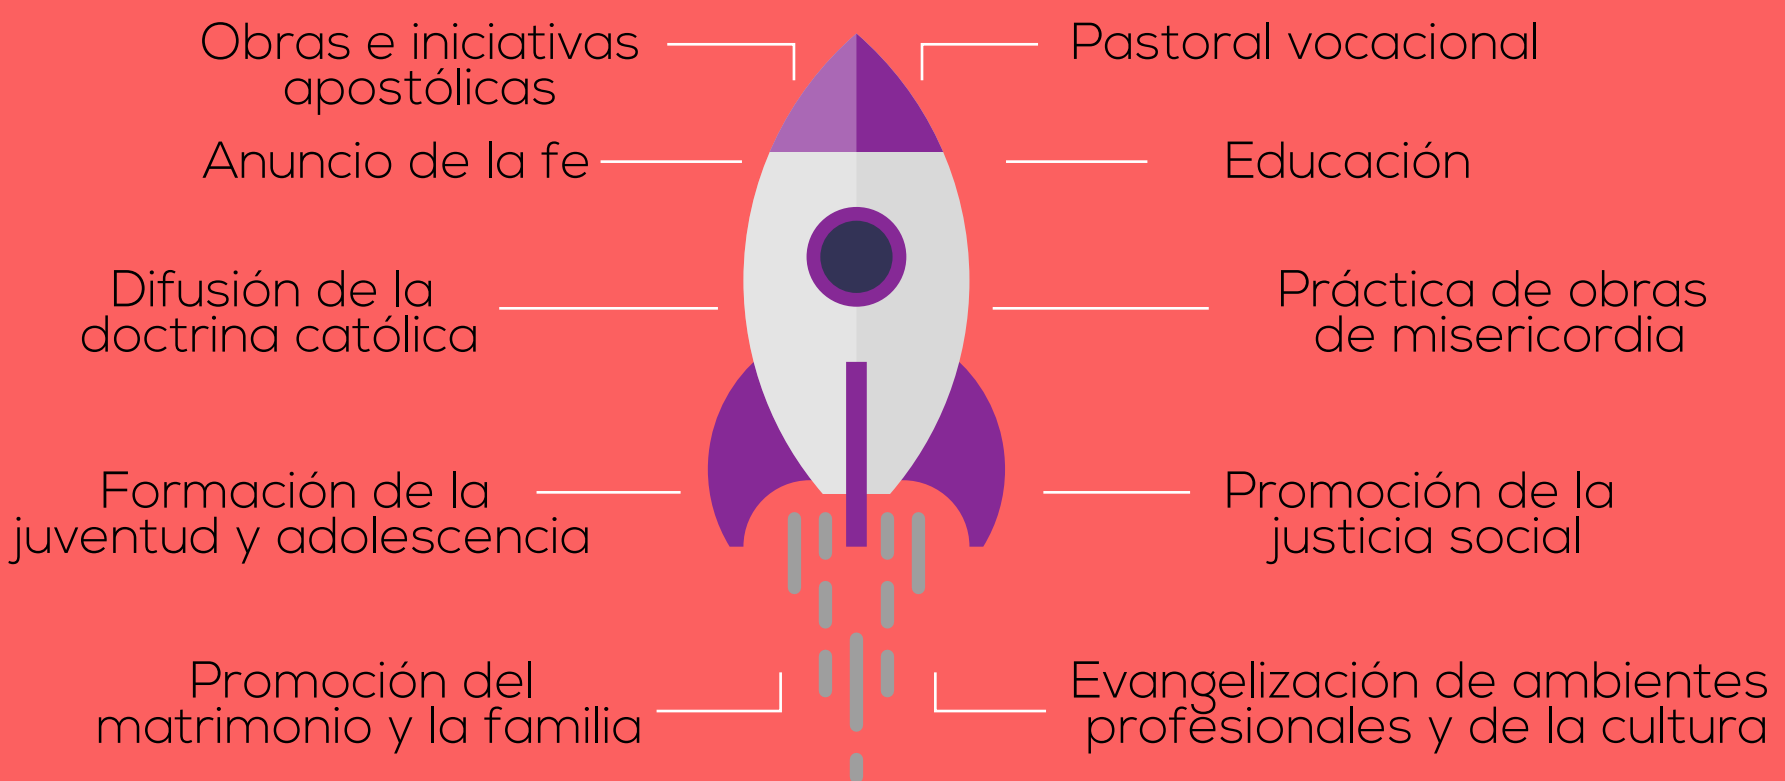 Obras e iniciativas
apostólicas
Anuncio de la fe
Difusión de la
doctrina católica
Formación de la
juventud y adolescencia
Promoción del
matrimonio y la familia
Pastoral vocacional
Educación
Práctica de obras
de misericordia
Promoción de la
justicia social
Evangelización de ambientes
profesionales y de la cultura